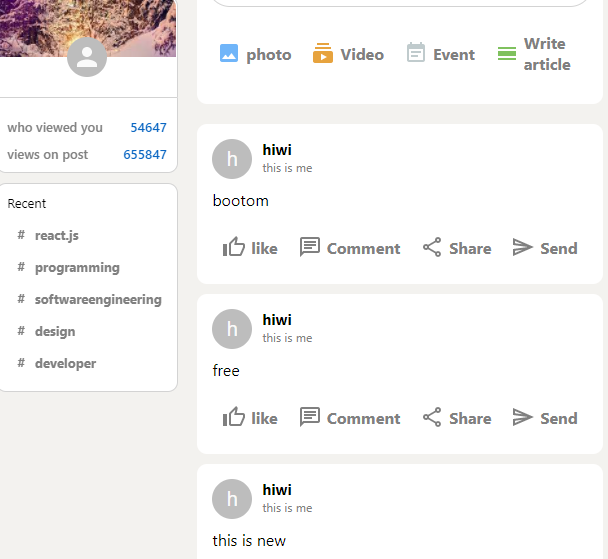 who viewed you 54647
views on post 655847
Recent
# react.js
# programming
# softwareengineering
# design
# developer
photo Video Event Write article
h hiwi
this is me
bootom
like Comment Share Send
h hiwi
this is me
free
like Comment Share Send
h hiwi
this is me
this is new